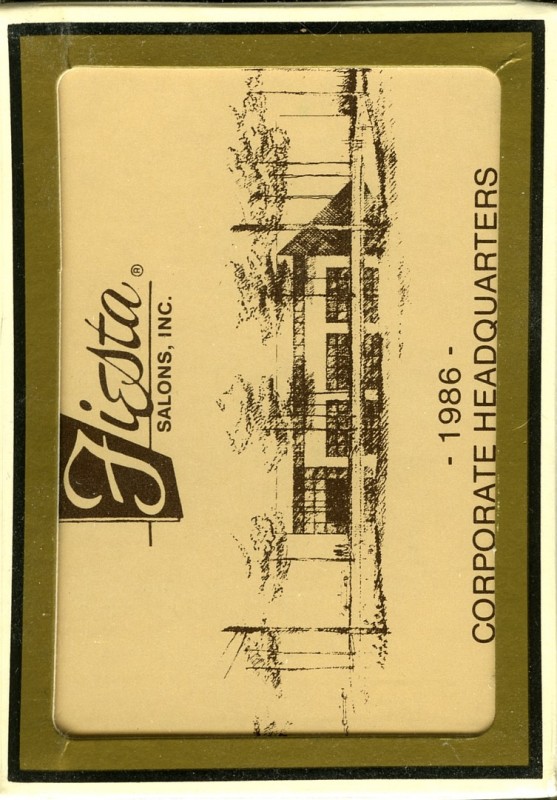 Fiesta®
SALONS, INC.
- 1986 -
CORPORATE HEADQUARTERS